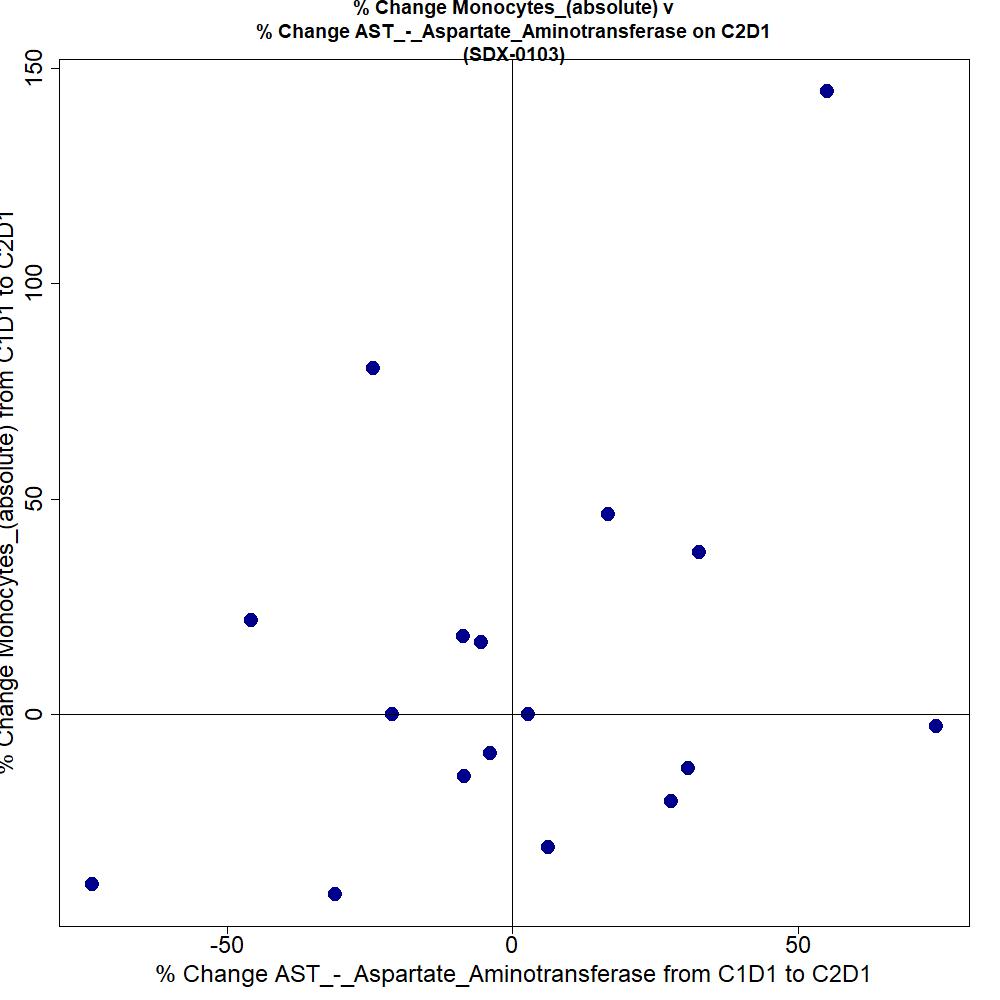 % Change Monocytes_(absolute) v
% Change AST_-_Aspartate_Aminotransferase on C2D1
(SDX-0103)
% Change Monocytes_(absolute) from C1D1 to C2D1
150
100
50
0
-50
0
50
% Change AST_-_Aspartate_Aminotransferase from C1D1 to C2D1